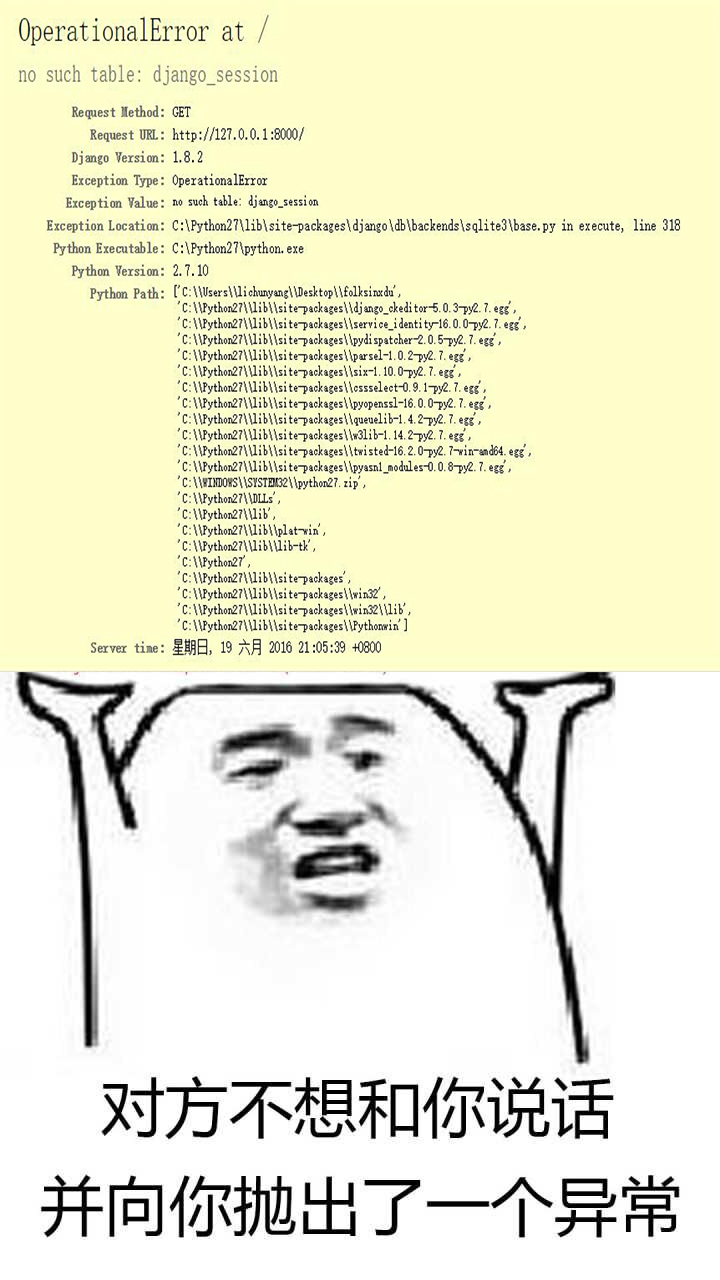 OperationalError at /
no such table: django_session
Request Method: GET
Request URL: http://127.0.0.1:8000/
Django Version: 1.8.2
Exception Type: OperationalError
Exception Value: no such table: django_session
Exception Location: C:\Python27\lib\site-packages\django\db\backends\sqlite3\base.py in execute, line 318
Python Executable: C:\Python27\python.exe
Python Version: 2.7.10
Python Path: ['C:\\Users\\lichunyang\\Desktop\\folksinxdu',
'C:\\Python27\\lib\\site-packages\\django_ckeditor-5.0.3-py2.7.egg',
'C:\\Python27\\lib\\site-packages\\service_identity-16.0.0-py2.7.egg',
'C:\\Python27\\lib\\site-packages\\pydispatcher-2.0.5-py2.7.egg',
'C:\\Python27\\lib\\site-packages\\parsel-1.0.2-py2.7.egg',
'C:\\Python27\\lib\\site-packages\\six-1.10.0-py2.7.egg',
'C:\\Python27\\lib\\site-packages\\cssselect-0.9.1-py2.7.egg',
'C:\\Python27\\lib\\site-packages\\pyopenssl-16.0.0-py2.7.egg',
'C:\\Python27\\lib\\site-packages\\queuelib-1.4.2-py2.7.egg',
'C:\\Python27\\lib\\site-packages\\w3lib-1.14.2-py2.7.egg',
'C:\\Python27\\lib\\site-packages\\twisted-16.2.0-py2.7-win-amd64.egg',
'C:\\Python27\\lib\\site-packages\\pyasn1_modules-0.0.8-py2.7.egg',
'C:\\WINDOWS\\SYSTEM32\\python27.zip',
'C:\\Python27\\DLLs',
'C:\\Python27\\lib',
'C:\\Python27\\lib\\plat-win',
'C:\\Python27\\lib\\lib-tk',
'C:\\Python27',
'C:\\Python27\\lib\\site-packages',
'C:\\Python27\\lib\\site-packages\\win32',
'C:\\Python27\\lib\\site-packages\\win32\\lib',
'C:\\Python27\\lib\\site-packages\\Pythonwin']
Server time: 星期日, 19 六月 2016 21:05:39 +0800
对方不想和你说话
并向你抛出了一个异常